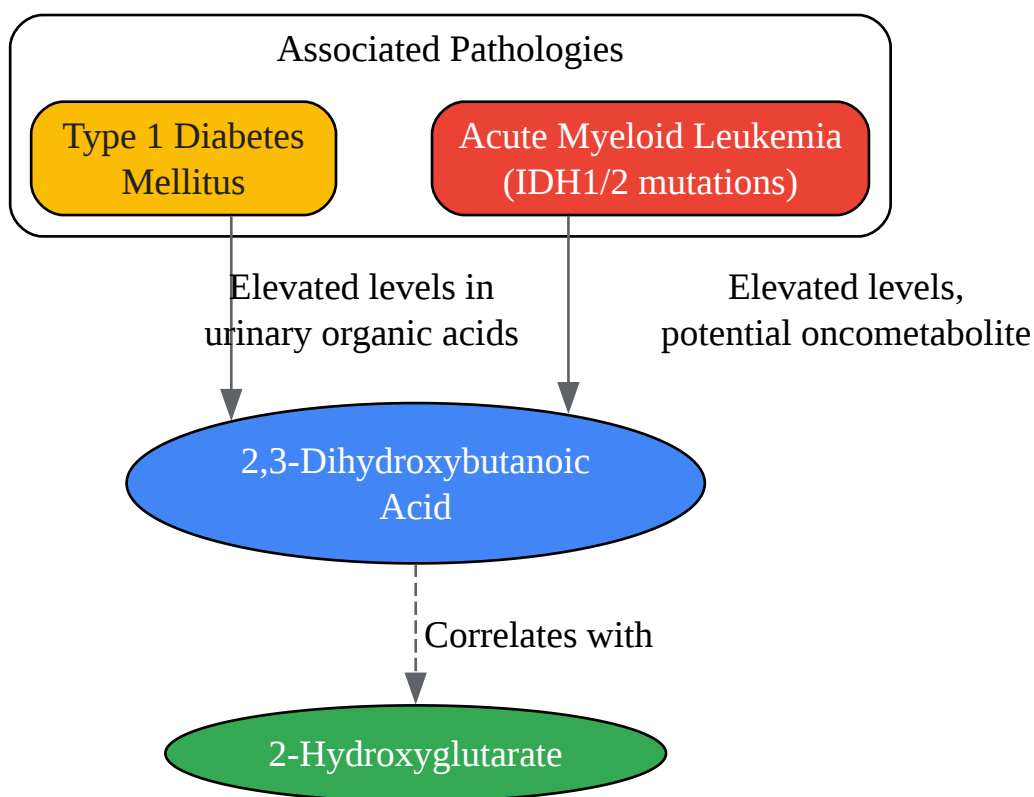 Associated Pathologies
Type 1 Diabetes
Mellitus
Acute Myeloid Leukemia
(IDH1/2 mutations)
Elevated levels in
urinary organic acids
Elevated levels,
potential oncometabolite
2,3-Dihydroxybutanoic
Acid
Correlates with
2-Hydroxyglutarate